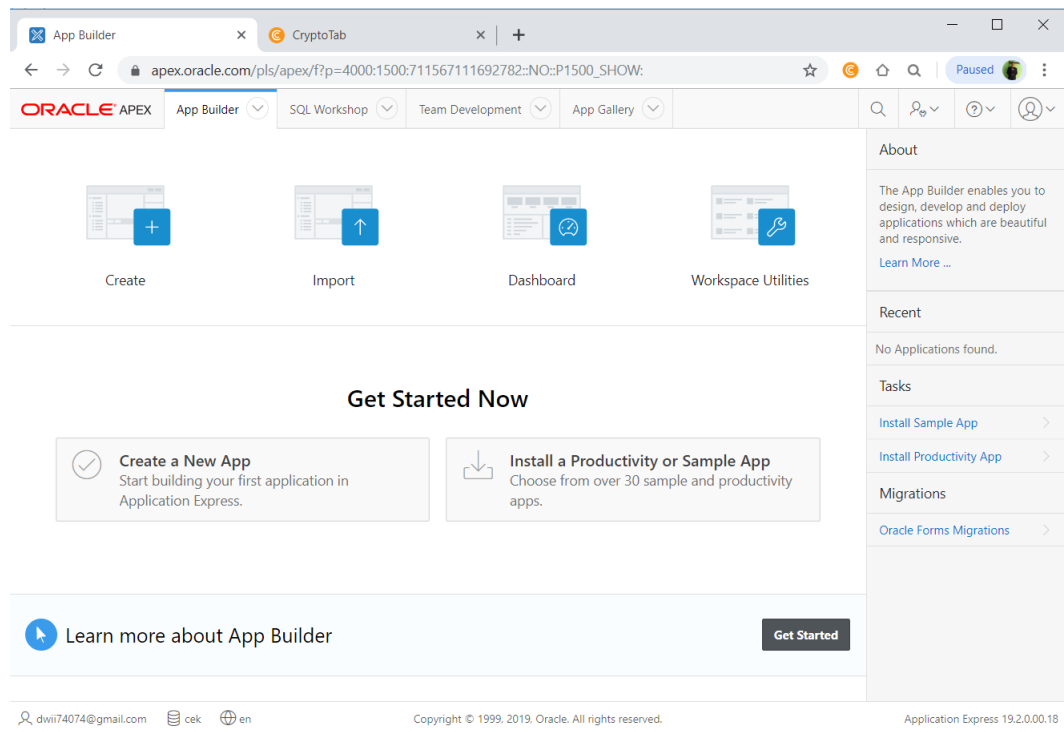 App Builder
CryptoTab
apex.oracle.com/pls/apex/f?p=4000:1500:711567111692782::NO::P1500_SHOW:
Paused
ORACLE APEX App Builder SQL Workshop Team Development App Gallery
Create
Import
Dashboard
Workspace Utilities
Get Started Now
Create a New App
Start building your first application in
Application Express.
Install a Productivity or Sample App
Choose from over 30 sample and productivity
apps.
Learn more about App Builder
Get Started
About
The App Builder enables you to
design, develop and deploy
applications which are beautiful
and responsive.
Learn More ...
Recent
No Applications found.
Tasks
Install Sample App
Install Productivity App
Migrations
Oracle Forms Migrations
dwii74074@gmail.com cek en
Copyright © 1999, 2019, Oracle. All rights reserved.
Application Express 19.2.0.00.18